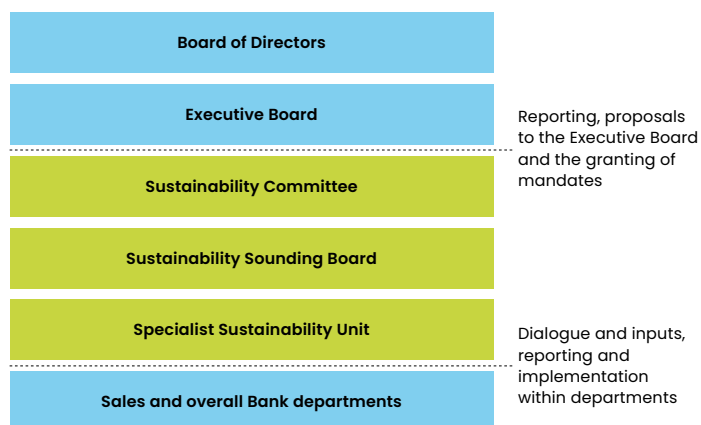 Board of Directors
Executive Board
Reporting, proposals
to the Executive Board
and the granting of
mandates
Sustainability Committee
Sustainability Sounding Board
Specialist Sustainability Unit
Dialogue and inputs,
reporting and
implementation
within departments
Sales and overall Bank departments